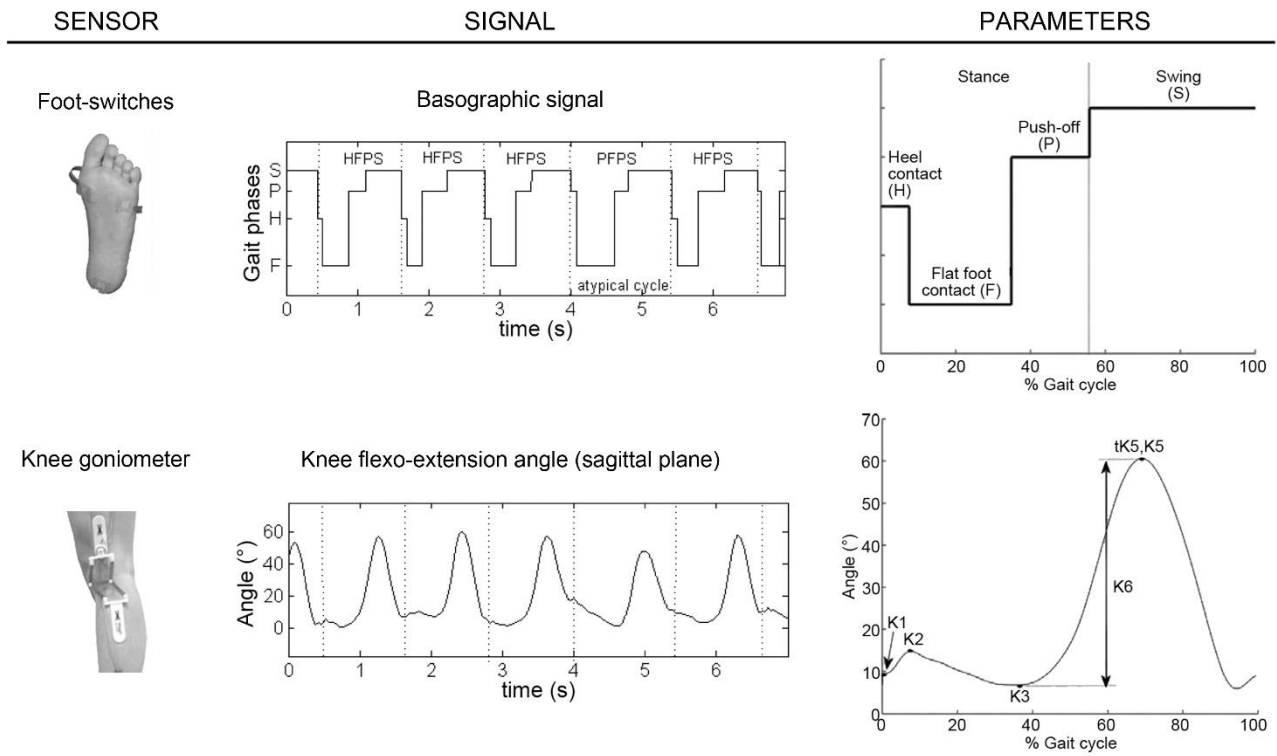 SENSOR
SIGNAL
PARAMETERS
Foot-switches
Basographic signal
HFPS HFPS HFPS PFPS HFPS
S
P
H
F
Gait phases
atypical cycle
0 1 2 3 4 5 6
time (s)
Stance
Swing
(S)
Push-off
(P)
Heel
contact
(H)
Flat foot
contact (F)
0 20 40 60 80 100
% Gait cycle
Knee goniometer
Knee flexo-extension angle (sagittal plane)
60
40
20
0
Angle (°)
0 1 2 3 4 5 6
time (s)
70
60
50
40
30
20
10
0
Angle (°)
tK5,K5
K6
K1
K2
K3
0 20 40 60 80 100
% Gait cycle